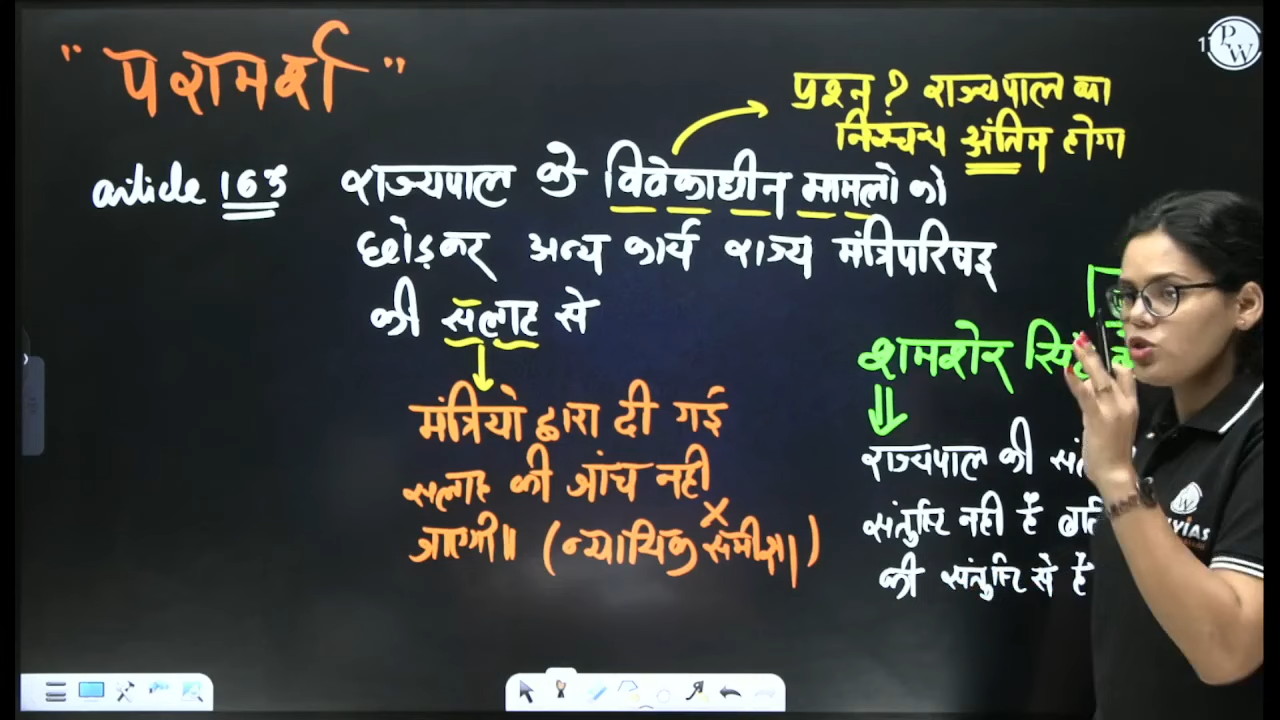 "परामर्श"
प्रश्न? राज्यपाल का
निश्चय अंतिम होगा
article 163 राज्यपाल के विवेकाधीन मामलो को
छोड़कर अन्य कार्य राज्य मंत्रिपरिषद
की सलाह से
मंत्रियो द्वारा दी गई
सलाह की जांच नही
जाएगी॥ (न्यायिक समीक्षा)
X
शमशेर सिंह
राज्यपाल की
संतुष्टि नही है
की संतुष्टि से है
PW